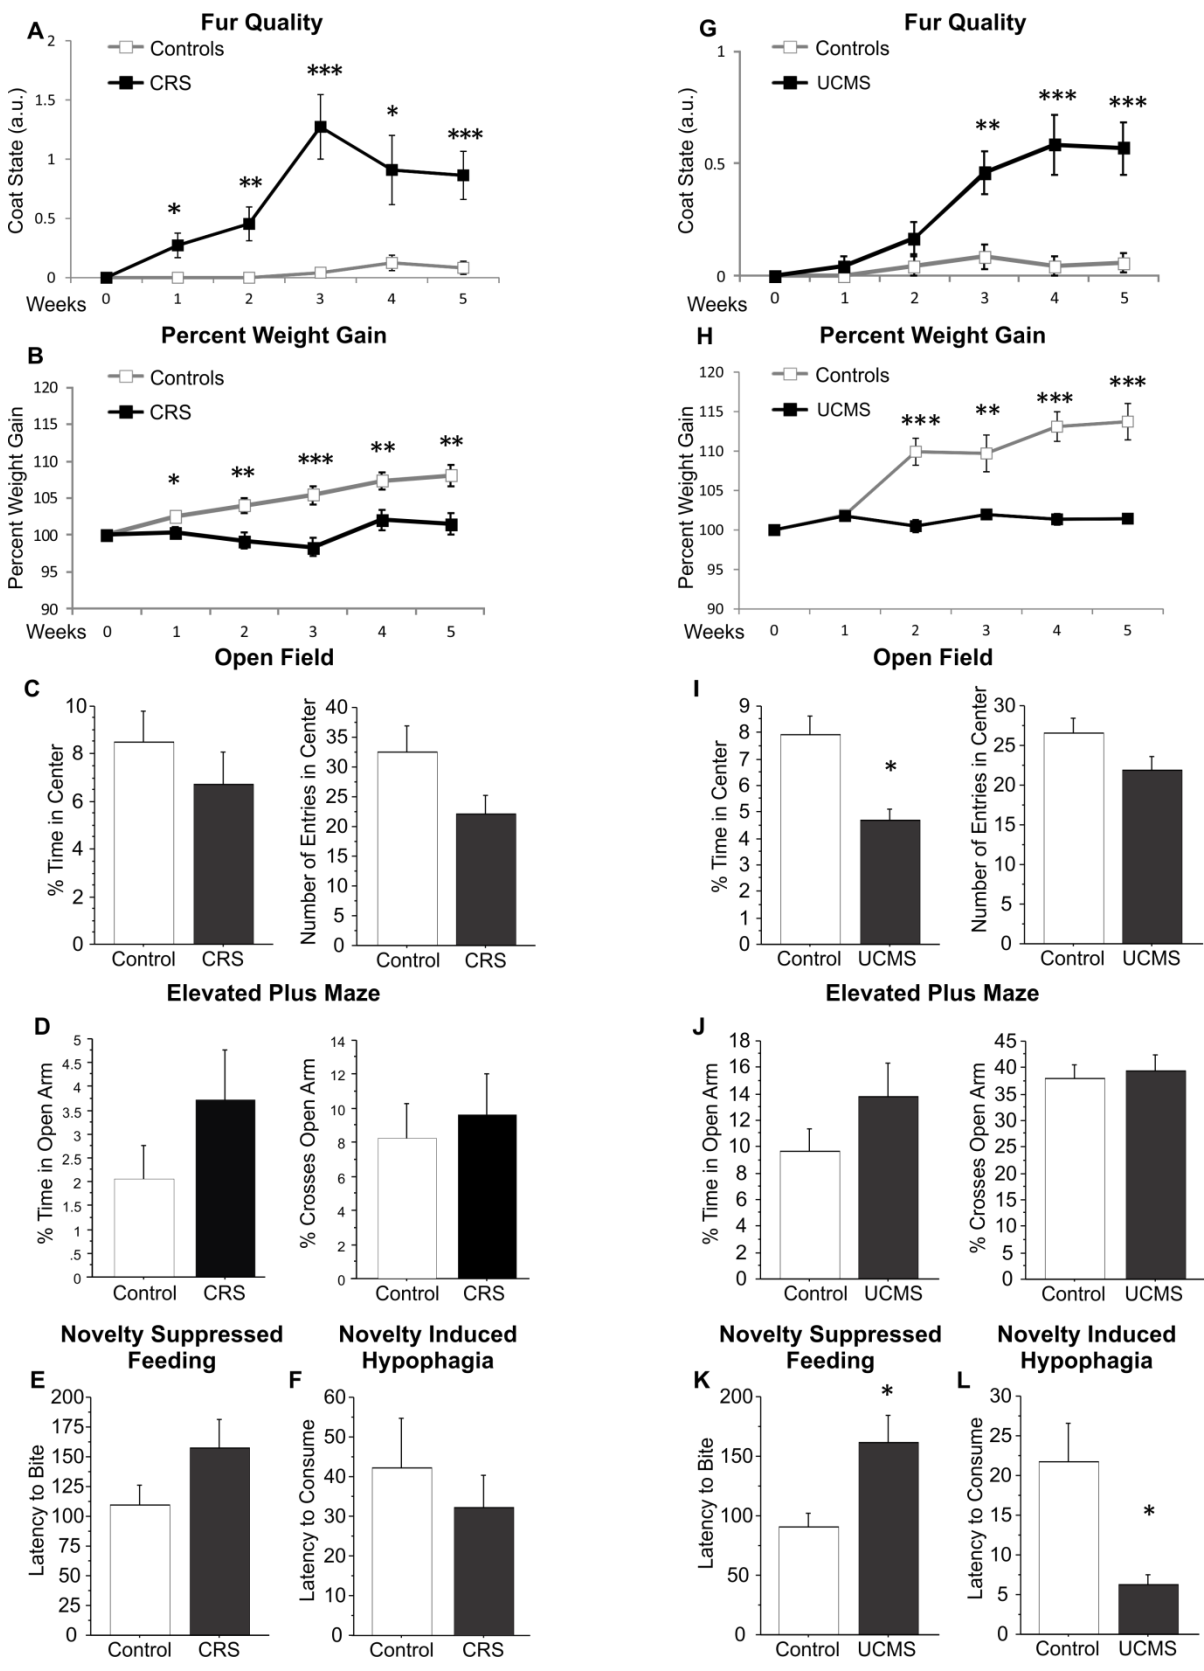 A
Fur Quality
Controls
CRS
Coat State (a.u.)
2
1.5
1
0.5
0
*
**
***
*
***
Weeks
0 1 2 3 4 5
B
Percent Weight Gain
Controls
CRS
Percent Weight Gain
120
115
110
105
100
95
90
*
**
***
**
**
Weeks
0 1 2 3 4 5
Open Field
C
% Time in Center
10
8
6
4
2
0
Control CRS
Number of Entries in Center
40
35
30
25
20
15
10
5
0
Control CRS
Elevated Plus Maze
D
% Time in Open Arm
5
4.5
4
3.5
3
2.5
2
1.5
1
.5
0
Control CRS
% Crosses Open Arm
14
12
10
8
6
4
2
0
Control CRS
Novelty Suppressed
Feeding
E
Latency to Bite
200
175
150
125
100
75
50
25
0
Control CRS
Novelty Induced
Hypophagia
F
Latency to Consume
60
50
40
30
20
10
0
Control CRS
G
Fur Quality
Controls
UCMS
Coat State (a.u.)
1
0.5
0
**
***
***
Weeks
0 1 2 3 4 5
H
Percent Weight Gain
Controls
UCMS
Percent Weight Gain
120
115
110
105
100
95
90
***
**
***
***
Weeks
0 1 2 3 4 5
Open Field
I
% Time in Center
9
8
7
6
5
4
3
2
1
0
*
Control UCMS
Number of Entries in Center
30
25
20
15
10
5
0
Control UCMS
Elevated Plus Maze
J
% Time in Open Arm
18
16
14
12
10
8
6
4
2
0
Control UCMS
% Crosses Open Arm
45
40
35
30
25
20
15
10
5
0
Control UCMS
Novelty Suppressed
Feeding
K
Latency to Bite
200
150
100
50
0
*
Control UCMS
Novelty Induced
Hypophagia
L
Latency to Consume
30
25
20
15
10
5
0
*
Control UCMS